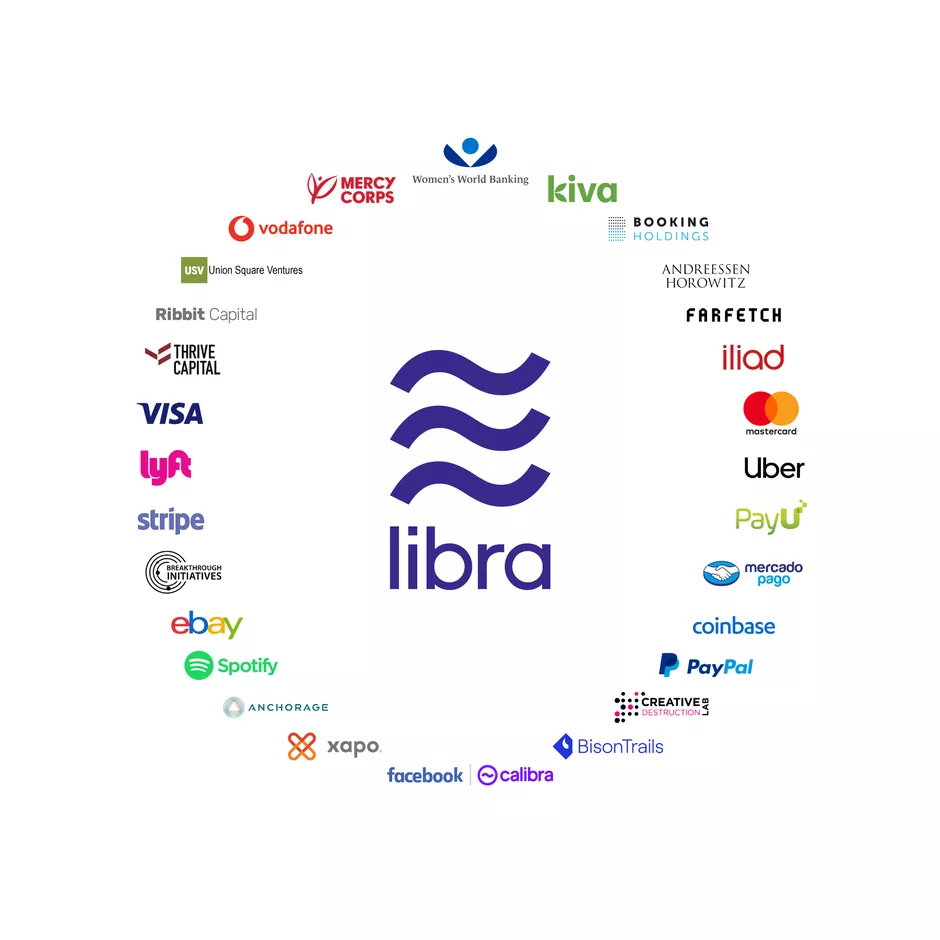 Women's World Banking
MERCY
CORPS
kiva
vodafone
BOOKING
HOLDINGS
USV Union Square Ventures
ANDREESSEN
HOROWITZ
Ribbit Capital
FARFETCH
THRIVE
CAPITAL
iliad
VISA
mastercard
lyft
Uber
stripe
PayU
BREAKTHROUGH
INITIATIVES
mercado
pago
libra
ebay
coinbase
Spotify
PayPal
ANCHORAGE
CREATIVE
DESTRUCTION
LAB
xapo
BisonTrails
facebook
calibra